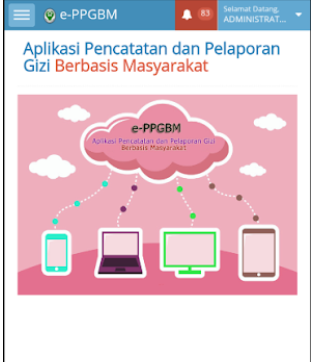 e-PPGBM
83
Selamat Datang,
ADMINISTRAT...
Aplikasi Pencatatan dan Pelaporan
Gizi Berbasis Masyarakat
e-PPGBM
Aplikasi Pencatatan dan Pelaporan Gizi
Berbasis Masyarakat